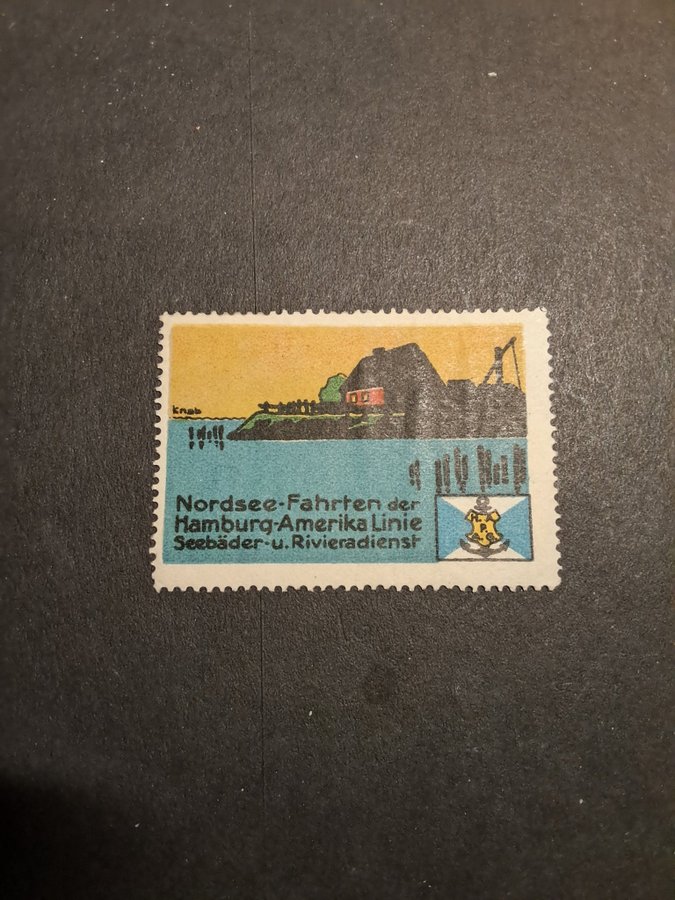 Knab
Nordsee-Fahrten der
Hamburg-Amerika Linie
Seebäder-u. Rivieradienst
H.
A.
P.
G.